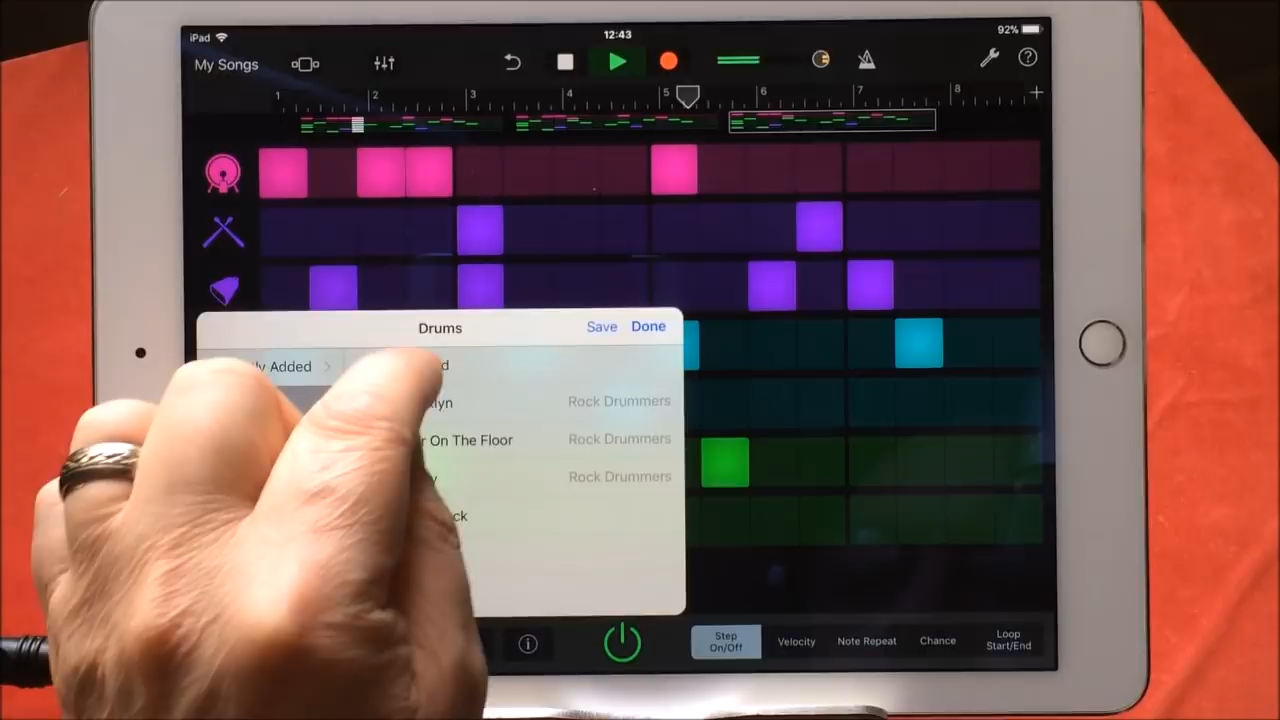 iPad 12:43 92%
My Songs
1 2 3 4 5 6 7 8 +
Drums Save Done
Added
Rock Drummers
On The Floor Rock Drummers
Rock Drummers
Step On/Off Velocity Note Repeat Chance Loop Start/End